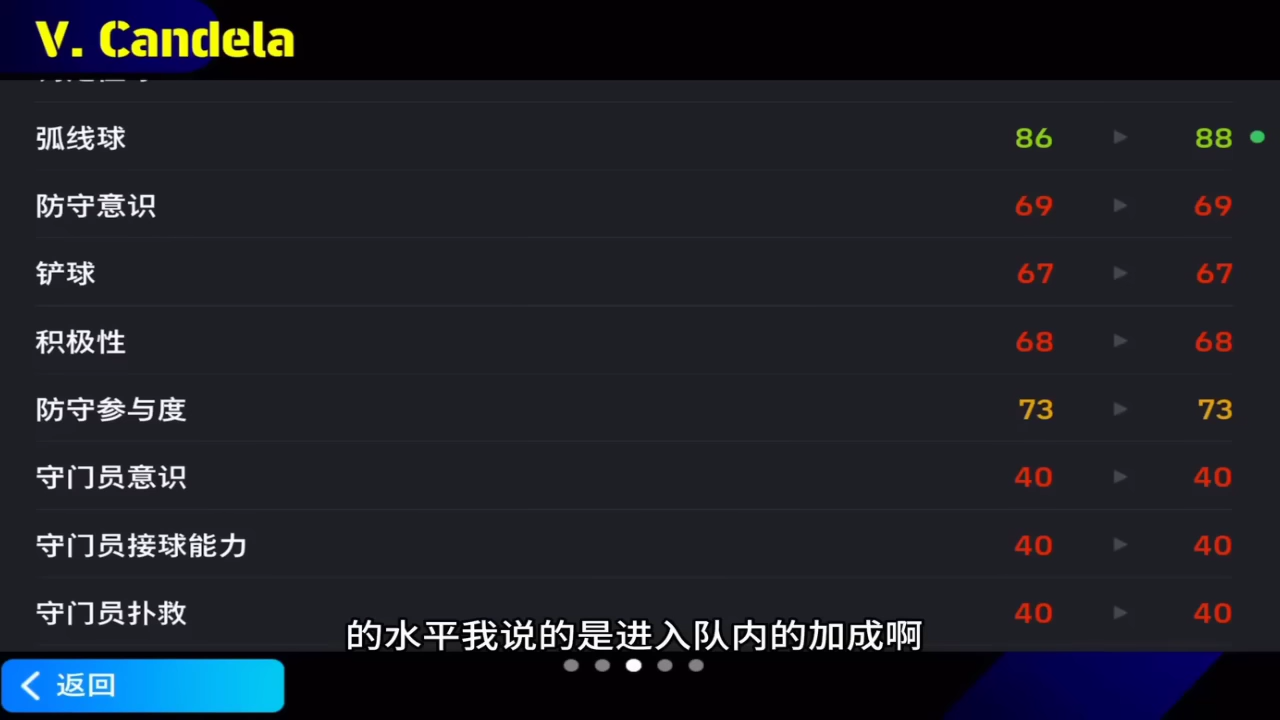 V. Candela
弧线球 86 88
防守意识 69 69
铲球 67 67
积极性 68 68
防守参与度 73 73
守门员意识 40 40
守门员接球能力 40 40
守门员扑救 40 40
的水平我说的是进入队内的加成啊
返回